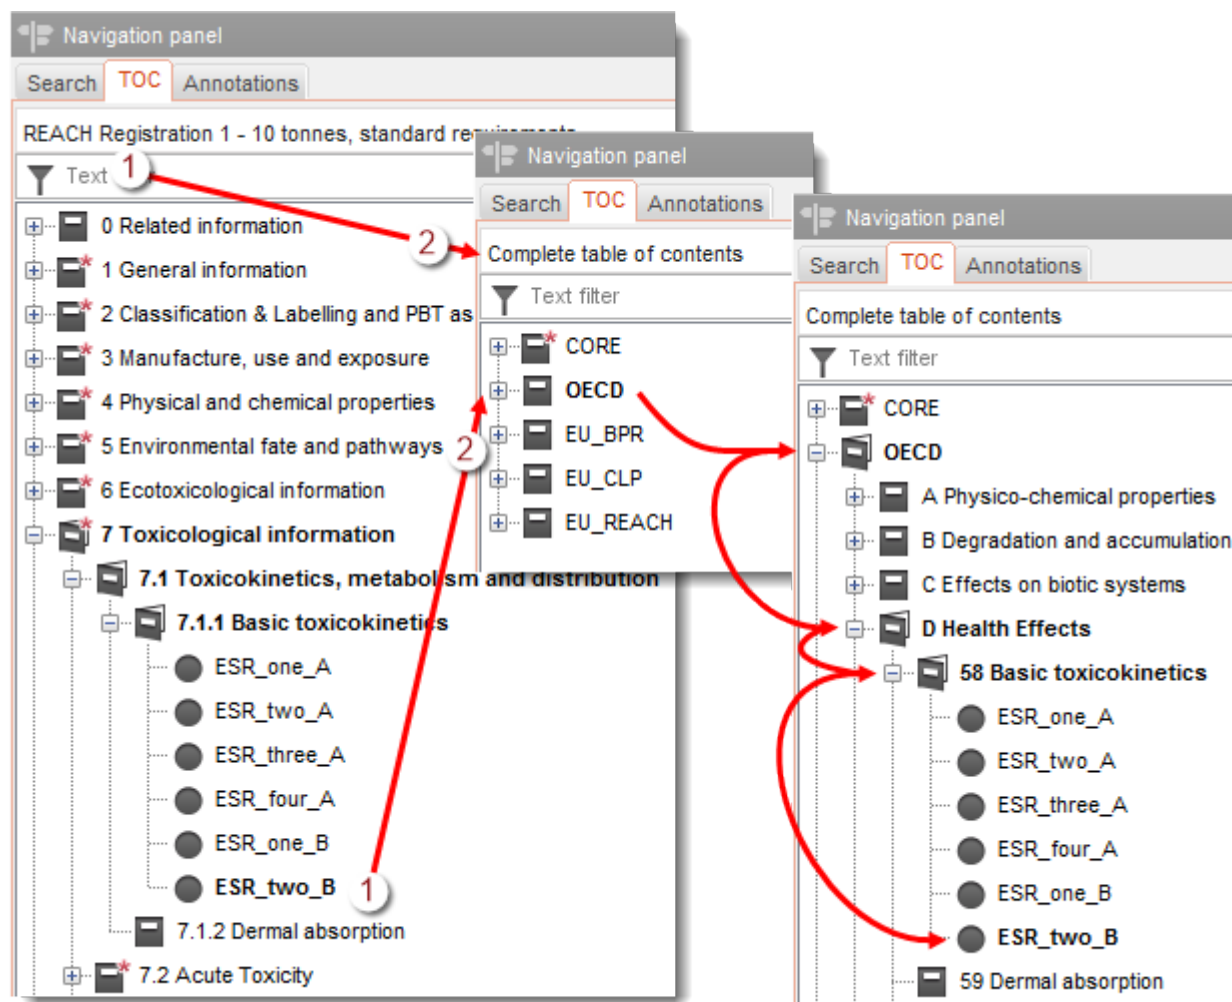 Navigation panel
Search TOC Annotations
REACH Registration 1 - 10 tonnes, standard requirements
Text
1
0 Related information
1 General information
2 Classification & Labelling and PBT as
3 Manufacture, use and exposure
4 Physical and chemical properties
5 Environmental fate and pathways
6 Ecotoxicological information
7 Toxicological information
7.1 Toxicokinetics, metabolism and distribution
7.1.1 Basic toxicokinetics
ESR_one_A
ESR_two_A
ESR_three_A
ESR_four_A
ESR_one_B
ESR_two_B
1
7.1.2 Dermal absorption
7.2 Acute Toxicity
Navigation panel
Search TOC Annotations
2
Complete table of contents
Text filter
CORE
OECD
EU_BPR
2
EU_CLP
EU_REACH
Navigation panel
Search TOC Annotations
Complete table of contents
Text filter
CORE
OECD
A Physico-chemical properties
B Degradation and accumulation
C Effects on biotic systems
D Health Effects
58 Basic toxicokinetics
ESR_one_A
ESR_two_A
ESR_three_A
ESR_four_A
ESR_one_B
ESR_two_B
59 Dermal absorption